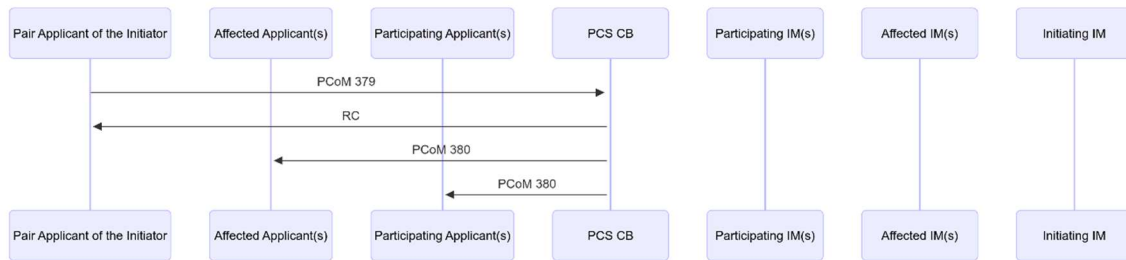 Pair Applicant of the Initiator
Affected Applicant(s)
Participating Applicant(s)
PCS CB
Participating IM(s)
Affected IM(s)
Initiating IM
PCoM 379
RC
PCoM 380
PCoM 380
Pair Applicant of the Initiator
Affected Applicant(s)
Participating Applicant(s)
PCS CB
Participating IM(s)
Affected IM(s)
Initiating IM